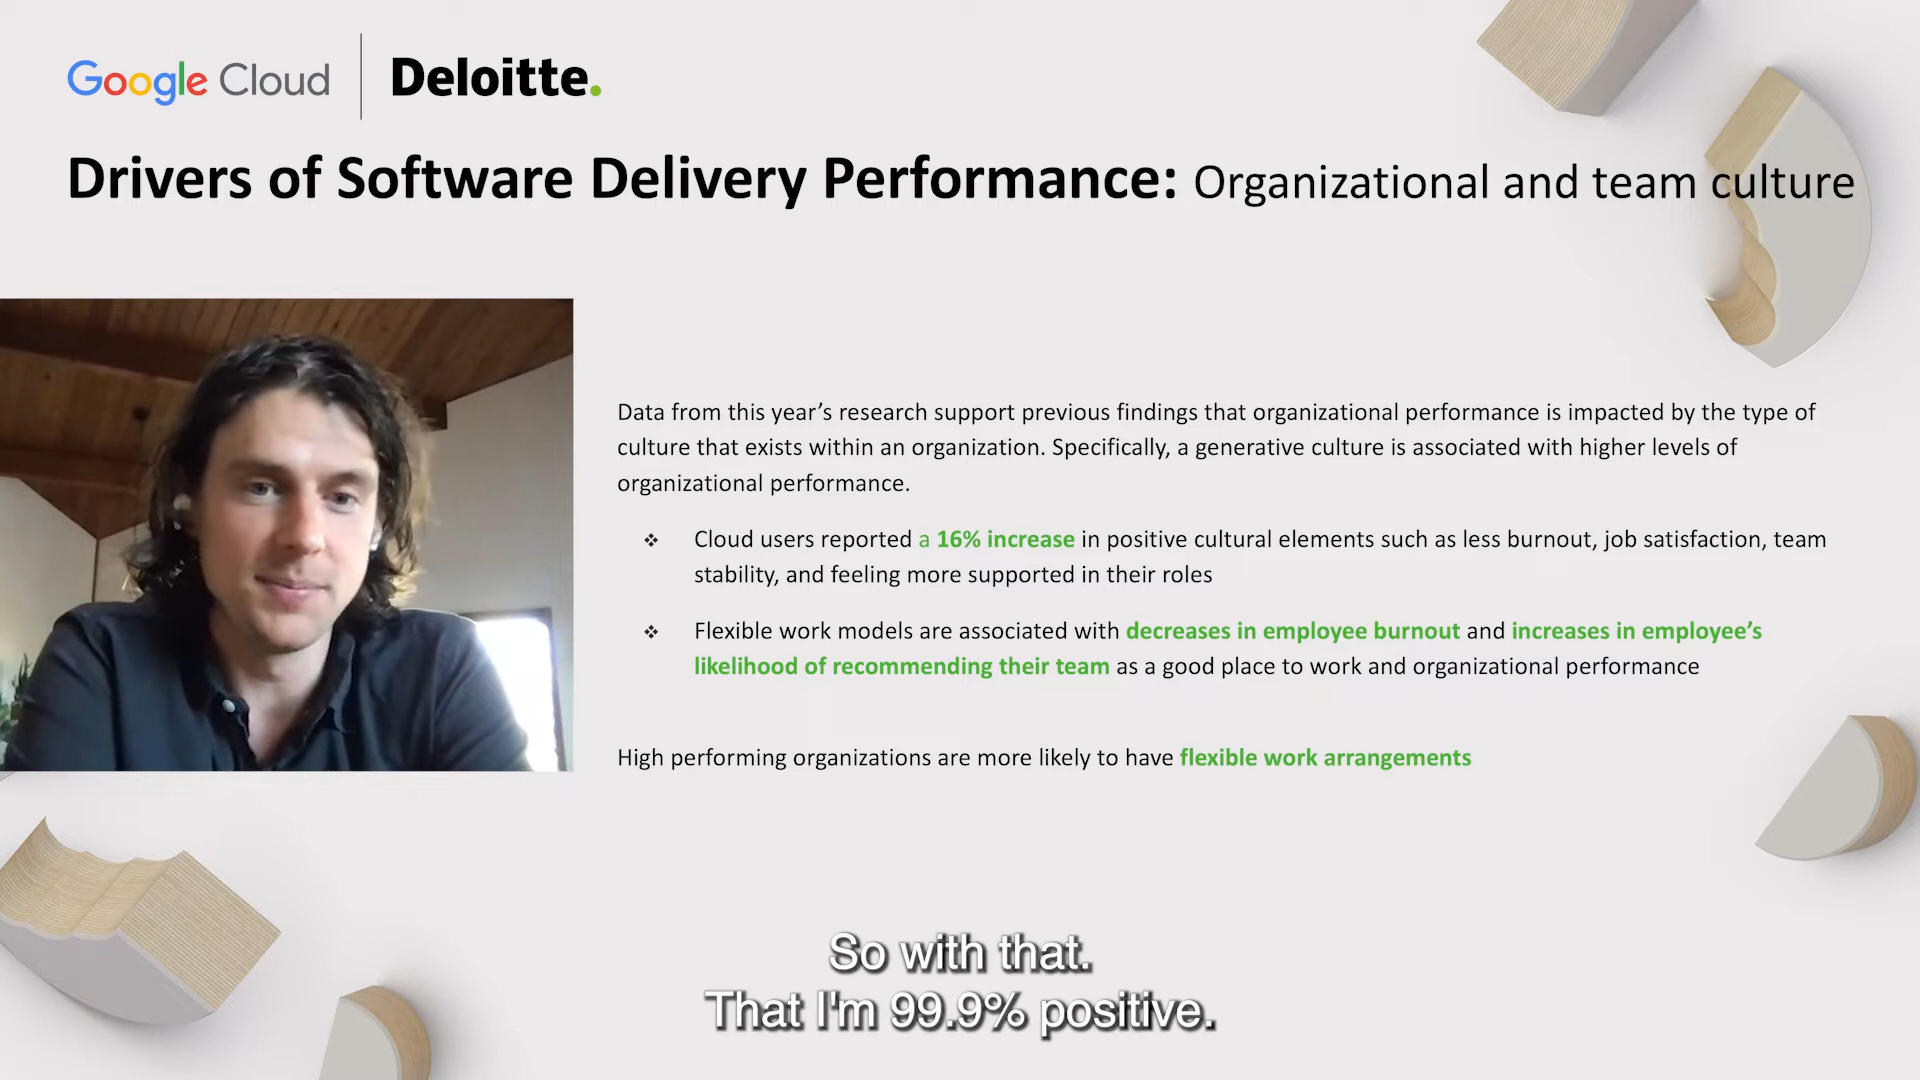 Google Cloud
Deloitte.
Drivers of Software Delivery Performance: Organizational and team culture
Data from this year’s research support previous findings that organizational performance is impacted by the type of
culture that exists within an organization. Specifically, a generative culture is associated with higher levels of
organizational performance.
❖ Cloud users reported a 16% increase in positive cultural elements such as less burnout, job satisfaction, team
stability, and feeling more supported in their roles
❖ Flexible work models are associated with decreases in employee burnout and increases in employee’s
likelihood of recommending their team as a good place to work and organizational performance
High performing organizations are more likely to have flexible work arrangements
So with that.
That I'm 99.9% positive.